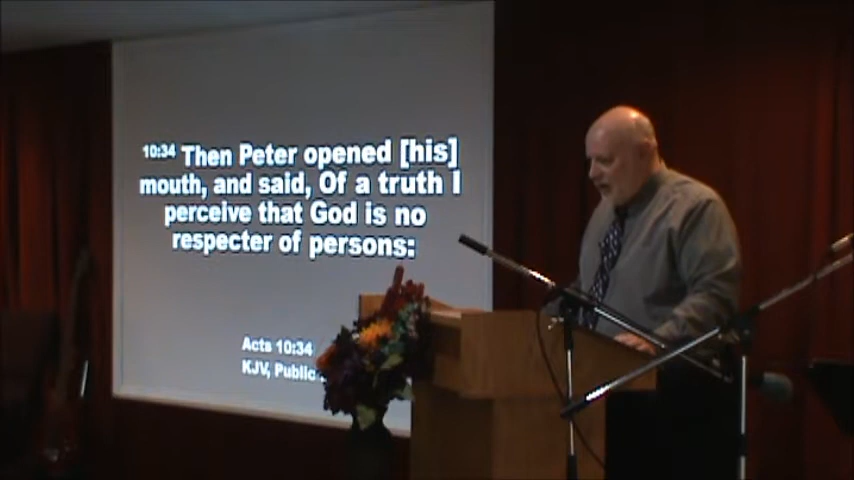 10:34 Then Peter opened [his]
mouth, and said, Of a truth I
perceive that God is no
respecter of persons:
Acts 10:34
KJV, Public